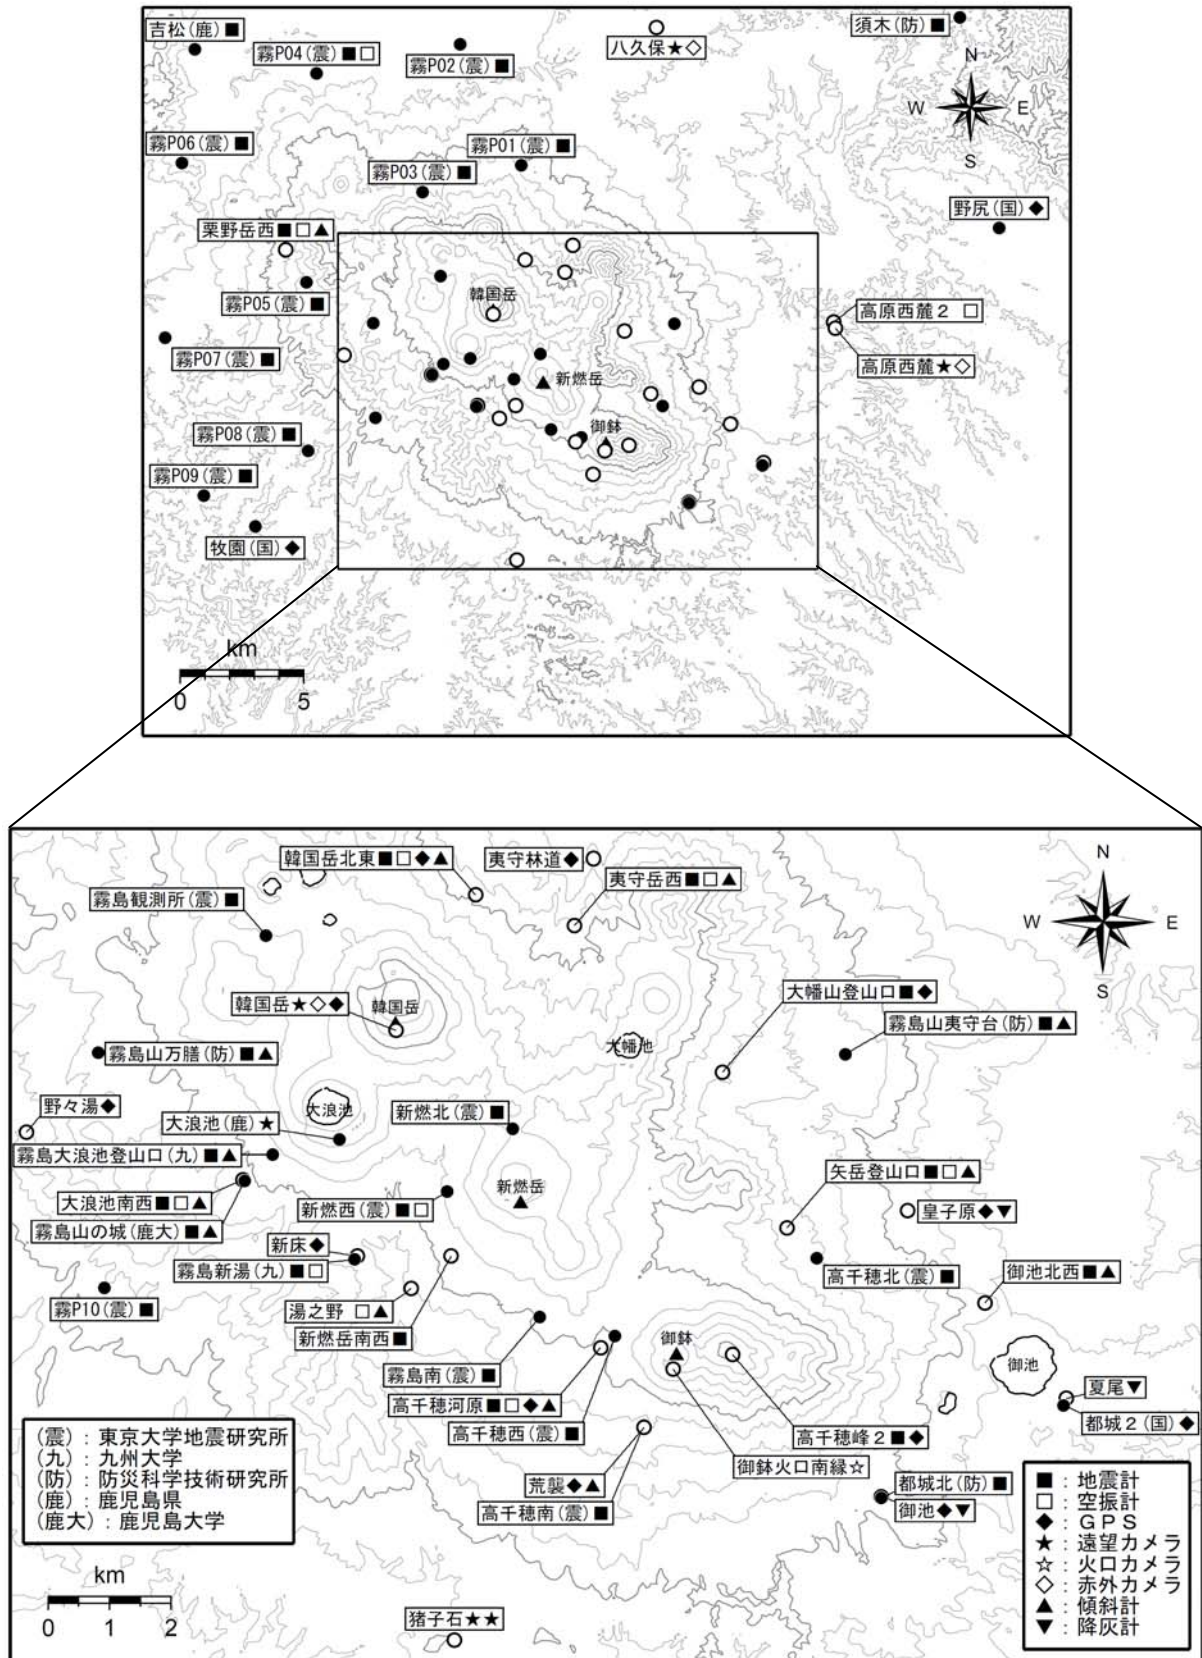 吉松(鹿)■
霧P04(震)■□
霧P02(震)■
八久保★◇
須木(防)■
N
W
E
S
霧P06(震)■
霧P01(震)■
霧P03(震)■
野尻(国)◆
栗野岳西■□▲
霧P05(震)■
韓国岳
高原西麓2 □
霧P07(震)■
高原西麓★◇
新燃岳
御鉢
霧P08(震)■
霧P09(震)■
牧園(国)◆
km
0 5
韓国岳北東■□◆▲
夷守林道◆
夷守岳西■□▲
霧島観測所(震)■
N
W
E
S
韓国岳★◇◆
韓国岳
大幡山登山口■◆
大幡池
霧島山夷守台(防)■▲
霧島山万膳(防)■▲
野々湯◆
大浪池
大浪池(鹿)★
新燃北(震)■
霧島大浪池登山口(九)■▲
大浪池南西■□▲
新燃西(震)■□
新燃岳
矢岳登山口■□▲
皇子原◆▼
霧島山の城(鹿大)■▲
新床◆
霧島新湯(九)■□
高千穂北(震)■
御池北西■▲
霧P10(震)■
湯之野 □▲
新燃岳南西■
御鉢
御池
霧島南(震)■
夏尾▼
高千穂河原■□◆▲
都城2(国)◆
高千穂西(震)■
高千穂峰2■◆
御鉢火口南縁☆
荒襲◆▲
高千穂南(震)■
都城北(防)■
御池◆▼
(震):東京大学地震研究所
(九):九州大学
(防):防災科学技術研究所
(鹿):鹿児島県
(鹿大):鹿児島大学
km
0 1 2
猪子石★★
■:地震計
□:空振計
◆:GPS
★:遠望カメラ
☆:火口カメラ
◇:赤外カメラ
▲:傾斜計
▼:降灰計